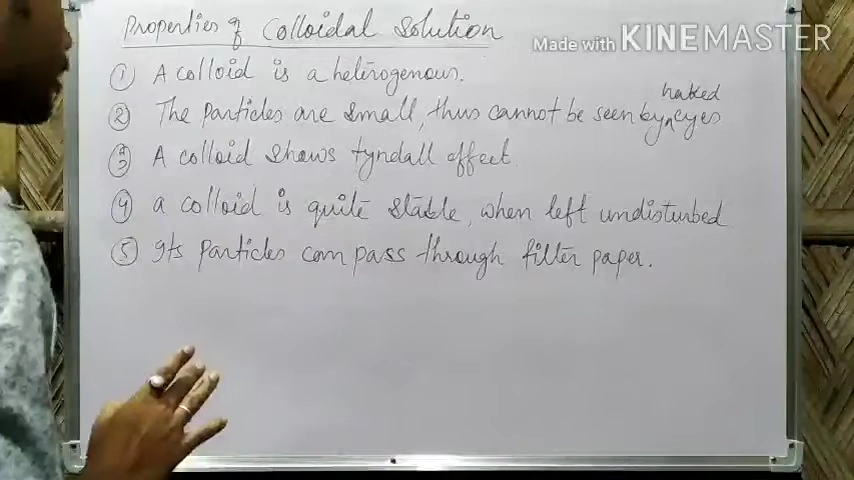 Properties of Colloidal Solution
Made with KINEMASTER
① A colloid is a heterogenous.
② The Particles are small, thus cannot be seen by naked eyes
③ A colloid shows tyndall effect
④ a colloid is quite stable, when left undisturbed
⑤ Its particles can pass through filter paper.